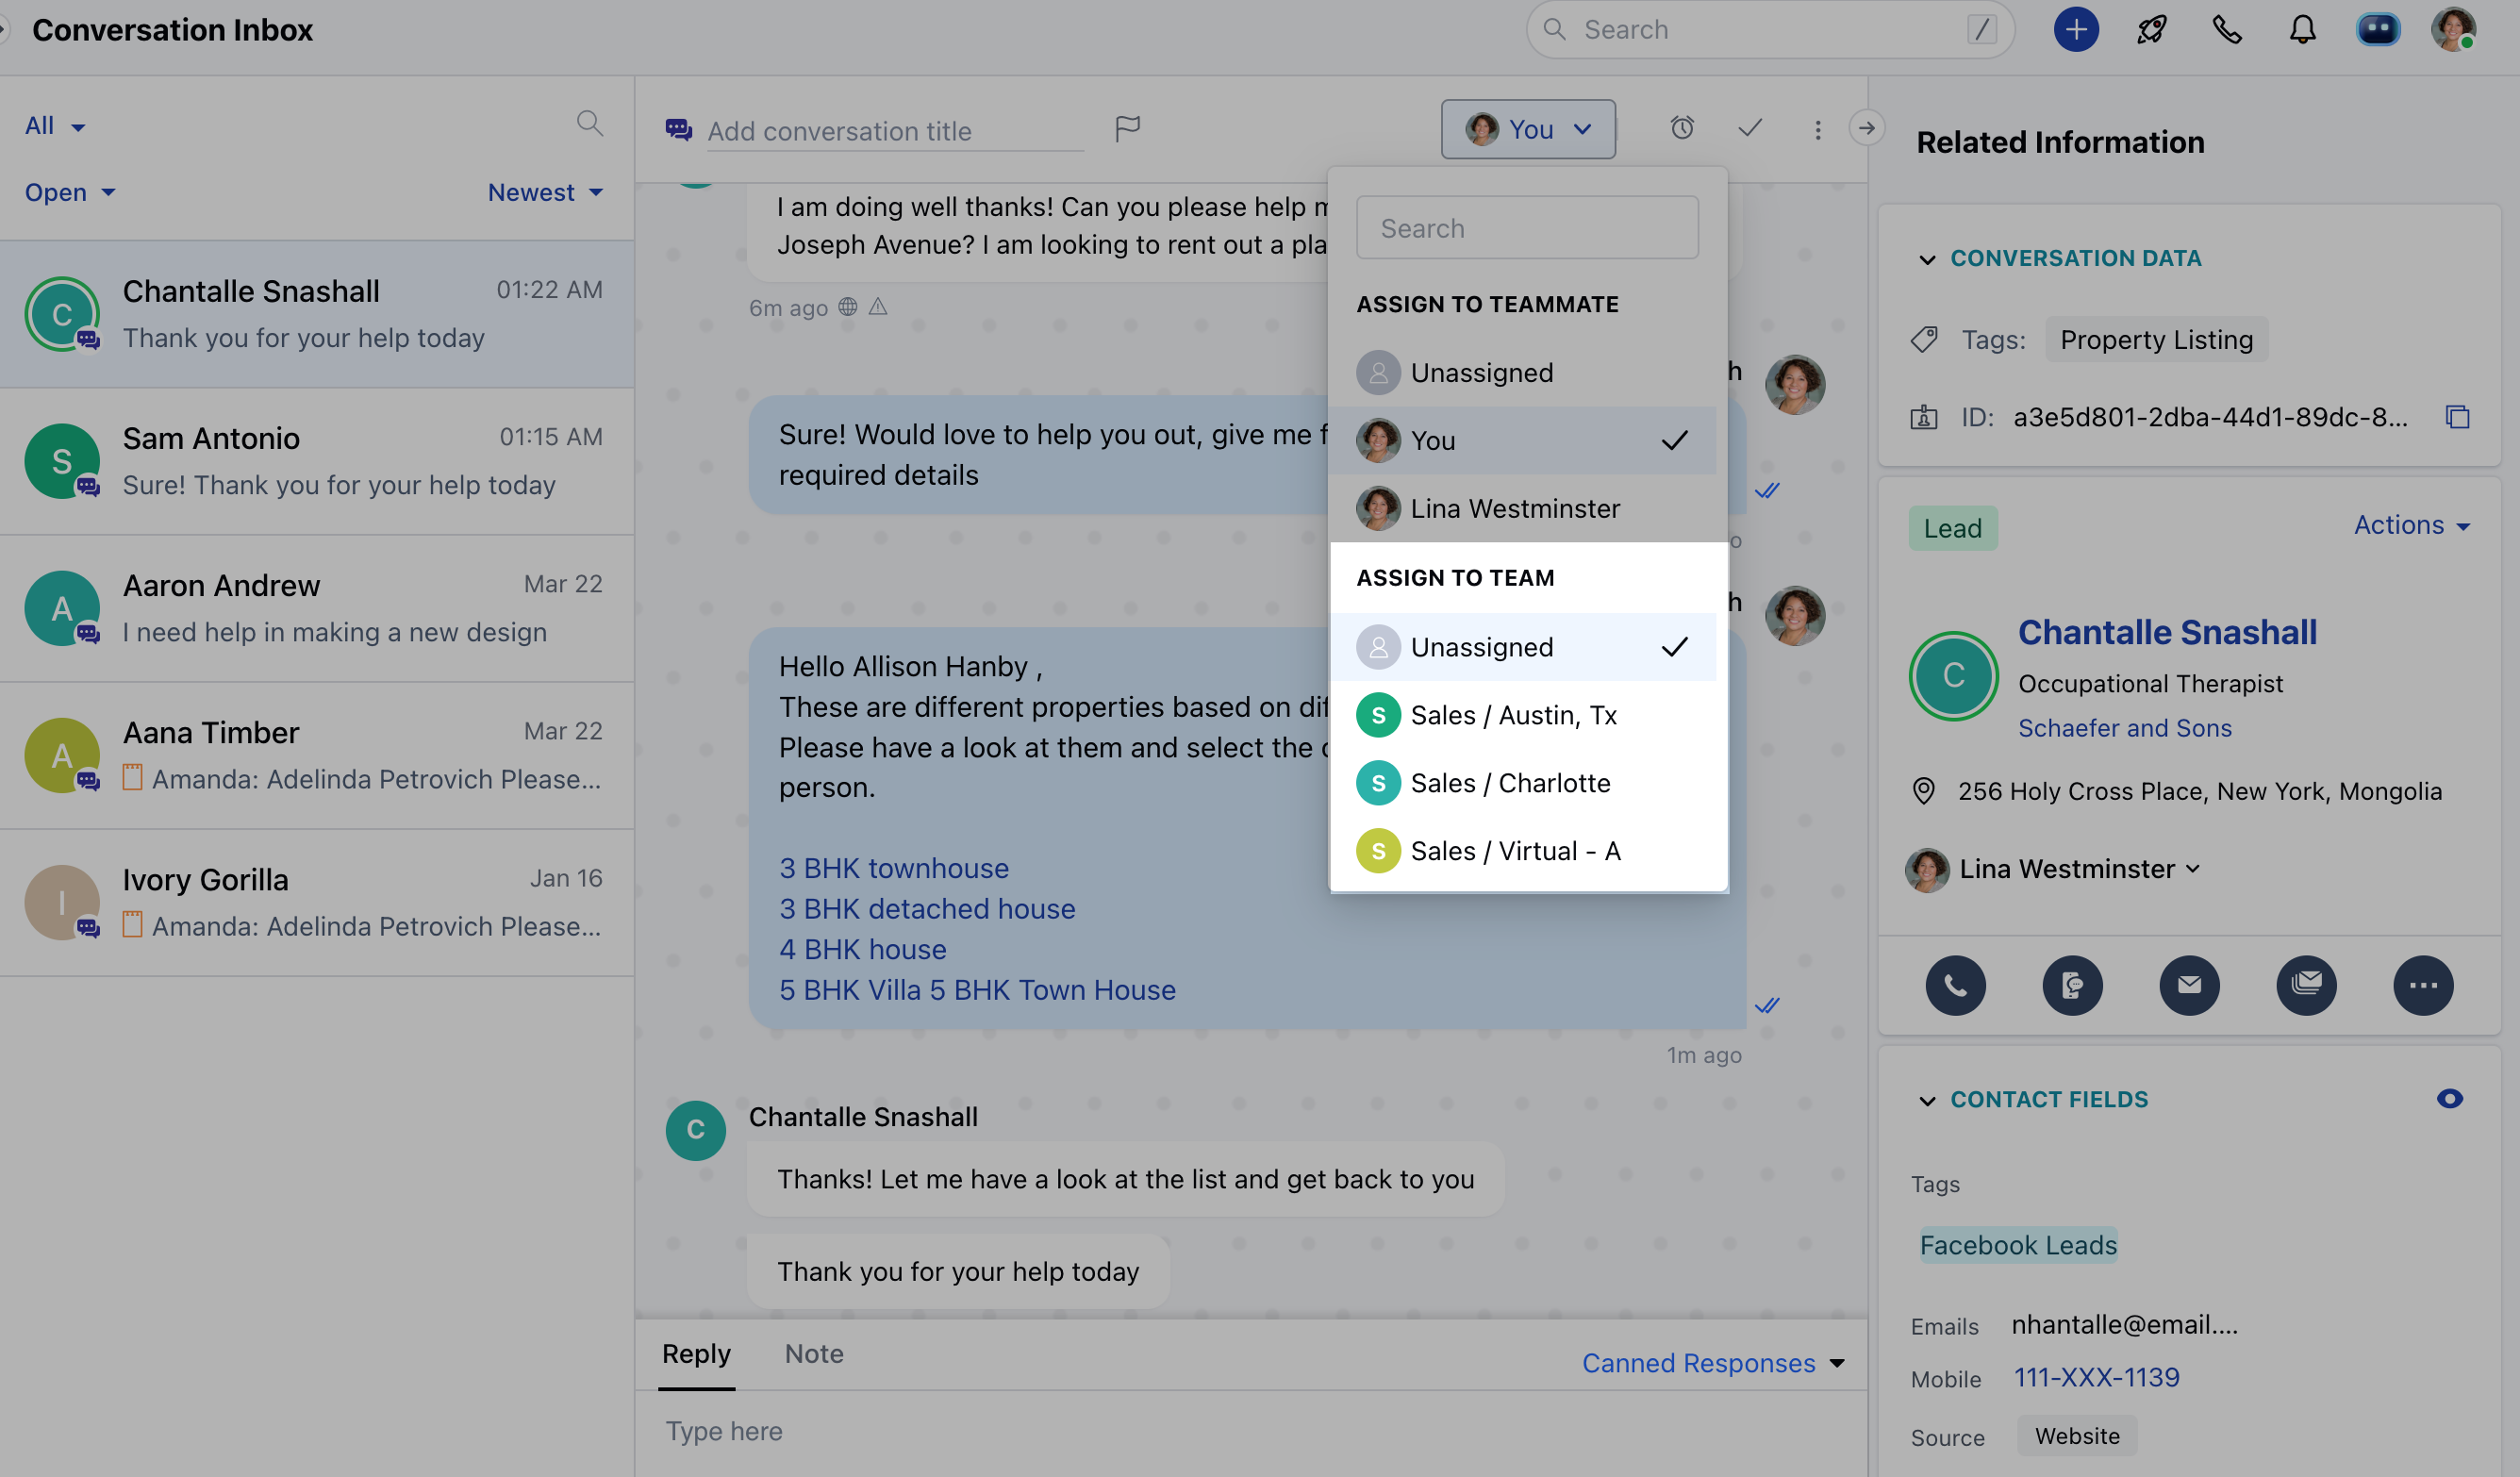 Conversation Inbox
Search
/
All
Open
Newest
C
Chantalle Snashall
01:22 AM
Thank you for your help today
S
Sam Antonio
01:15 AM
Sure! Thank you for your help today
A
Aaron Andrew
Mar 22
I need help in making a new design
A
Aana Timber
Mar 22
Amanda: Adelinda Petrovich Please...
I
Ivory Gorilla
Jan 16
Amanda: Adelinda Petrovich Please...
Add conversation title
You
I am doing well thanks! Can you please help
Joseph Avenue? I am looking to rent out a
6m ago
h
Sure! Would love to help you out, give me
required details
o
h
Hello Allison Hanby ,
These are different properties based on
Please have a look at them and select the
person.
3 BHK townhouse
3 BHK detached house
4 BHK house
5 BHK Villa 5 BHK Town House
1m ago
C
Chantalle Snashall
Thanks! Let me have a look at the list and get back to you
Thank you for your help today
Reply
Note
Canned Responses
Type here
Search
ASSIGN TO TEAMMATE
Unassigned
You
Lina Westminster
ASSIGN TO TEAM
Unassigned
S
Sales / Austin, Tx
S
Sales / Charlotte
S
Sales / Virtual - A
Related Information
CONVERSATION DATA
Tags:
Property Listing
ID:
a3e5d801-2dba-44d1-89dc-8...
Lead
Actions
C
Chantalle Snashall
Occupational Therapist
Schaefer and Sons
256 Holy Cross Place, New York, Mongolia
Lina Westminster
CONTACT FIELDS
Tags
Facebook Leads
Emails
nhantalle@email....
Mobile
111-XXX-1139
Source
Website